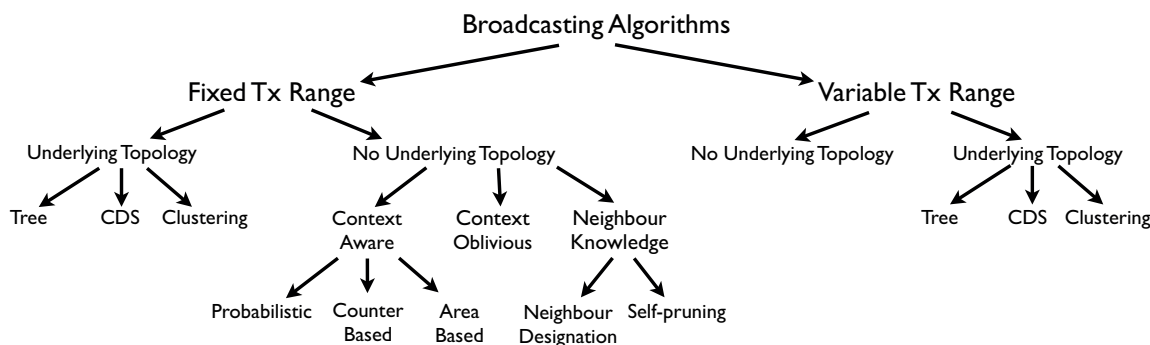 Broadcasting Algorithms
Fixed Tx Range
Variable Tx Range
Underlying Topology
No Underlying Topology
No Underlying Topology
Underlying Topology
Tree
CDS
Clustering
Context
Aware
Context
Oblivious
Neighbour
Knowledge
Tree
CDS
Clustering
Probabilistic
Counter
Based
Area
Based
Neighbour
Designation
Self-pruning